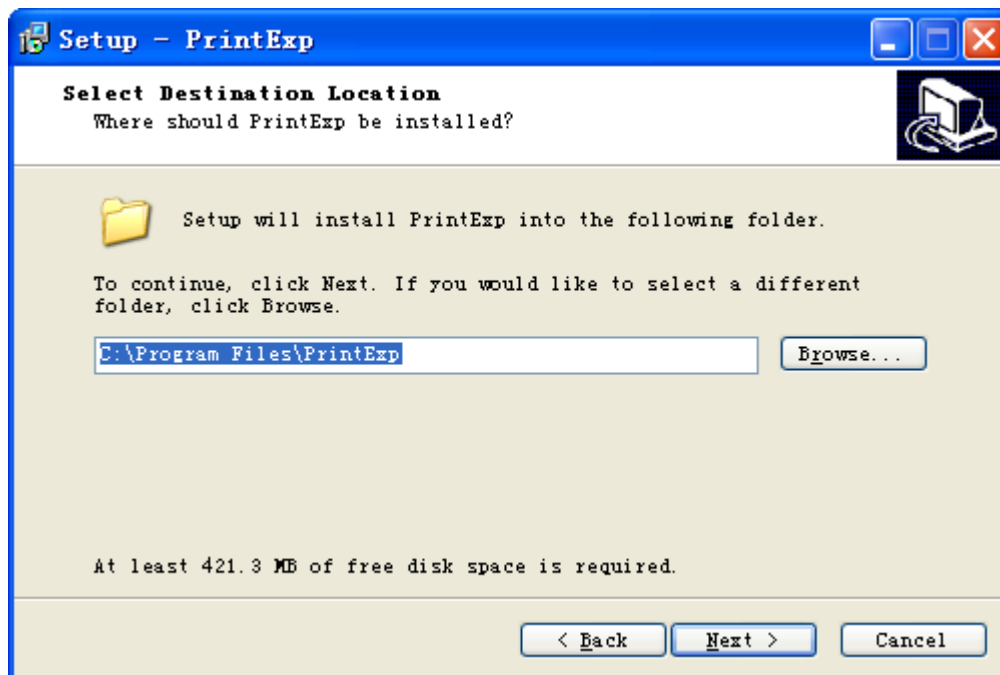 Setup - PrintExp
Select Destination Location
Where should PrintExp be installed?
Setup will install PrintExp into the following folder.
To continue, click Next. If you would like to select a different
folder, click Browse.
C:\Program Files\PrintExp
Browse...
At least 421.3 MB of free disk space is required.
< Back
Next >
Cancel